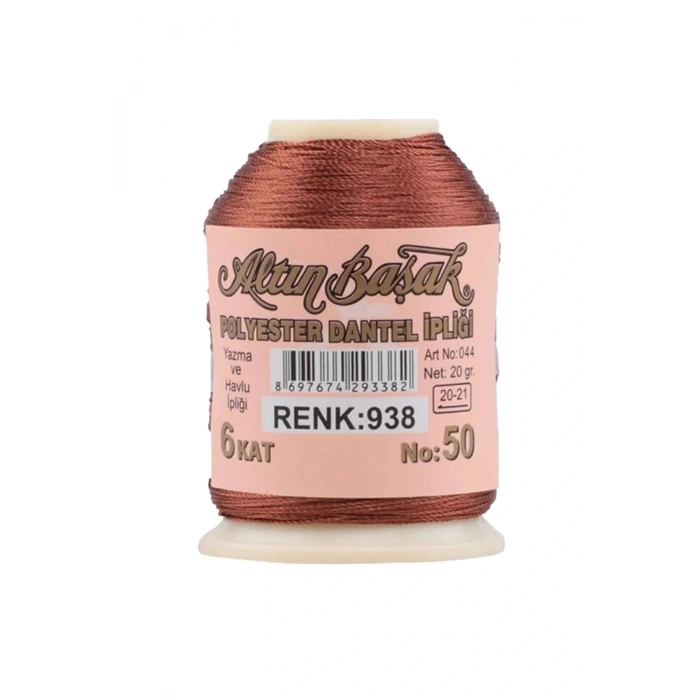 Altın Başak ®
POLYESTER DANTEL İPLİĞİ
Yazma
ve
Havlu
İpliği
8 697674 293382
Art No:044
Net: 20 gr.
20-21
RENK:938
6 KAT
No: 50